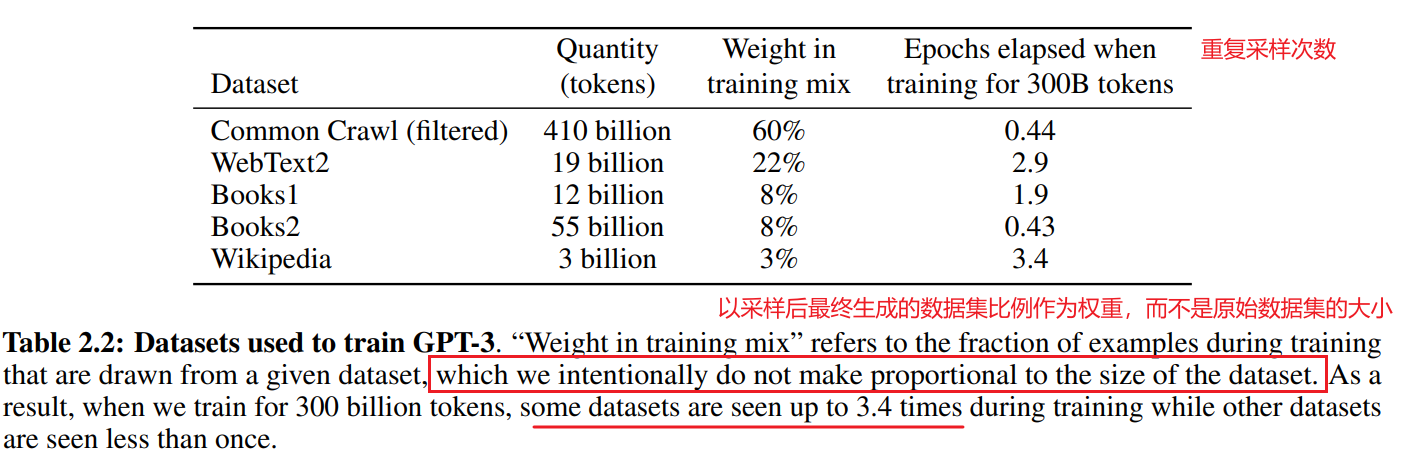 Quantity Weight in Epochs elapsed when 重复采样次数
Dataset (tokens) training mix training for 300B tokens
Common Crawl (filtered) 410 billion 60% 0.44
WebText2 19 billion 22% 2.9
Books1 12 billion 8% 1.9
Books2 55 billion 8% 0.43
Wikipedia 3 billion 3% 3.4
以采样后最终生成的数据集比例作为权重，而不是原始数据集的大小
Table 2.2: Datasets used to train GPT-3. “Weight in training mix” refers to the fraction of examples during training
that are drawn from a given dataset, which we intentionally do not make proportional to the size of the dataset. As a
result, when we train for 300 billion tokens, some datasets are seen up to 3.4 times during training while other datasets
are seen less than once.